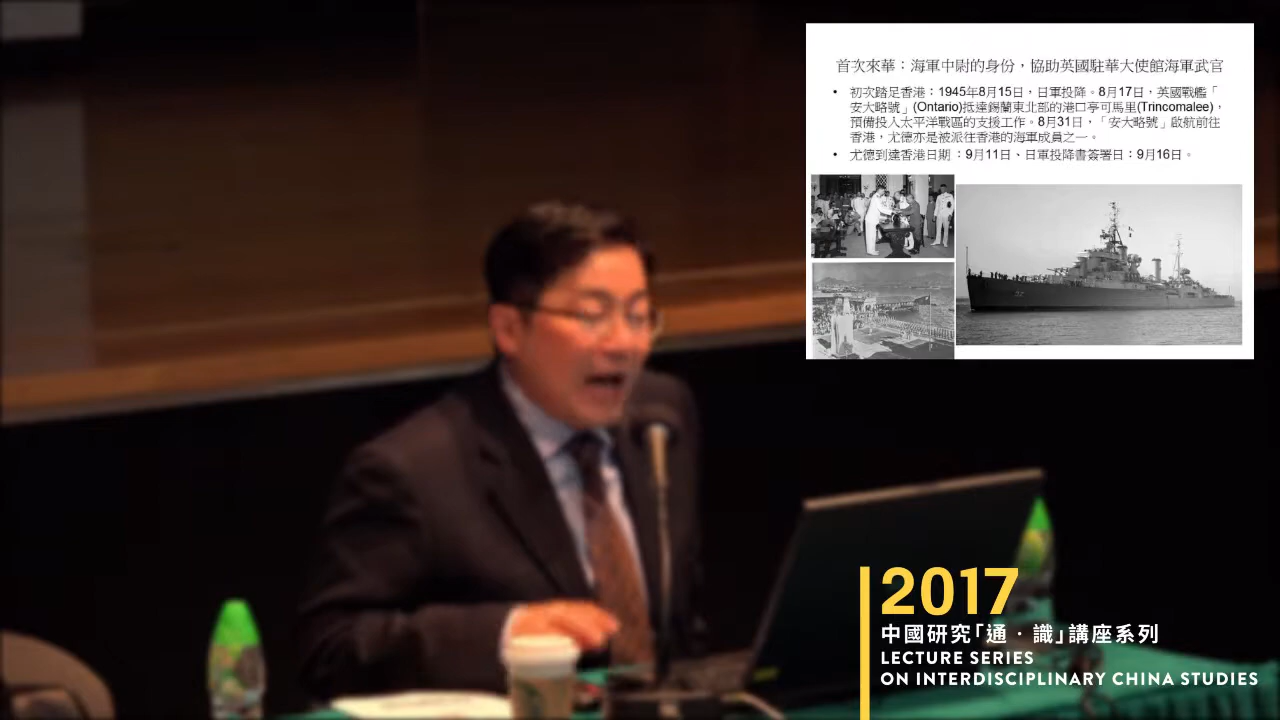 首次來華：海軍中尉的身份，協助英國駐華大使館海軍武官
• 初次踏足香港：1945年8月15日，日軍投降。8月17日，英國戰艦「
安大略號」(Ontario)抵達錫蘭東北部的港口亭可馬里(Trincomalee)，
預備投入太平洋戰區的支援工作。8月31日，「安大略號」啟航前往
香港，尤德亦是被派往香港的海軍成員之一。
• 尤德到達香港日期：9月11日、日軍投降書簽署日：9月16日。
2017
中國研究「通．識」講座系列
LECTURE SERIES
ON INTERDISCIPLINARY CHINA STUDIES